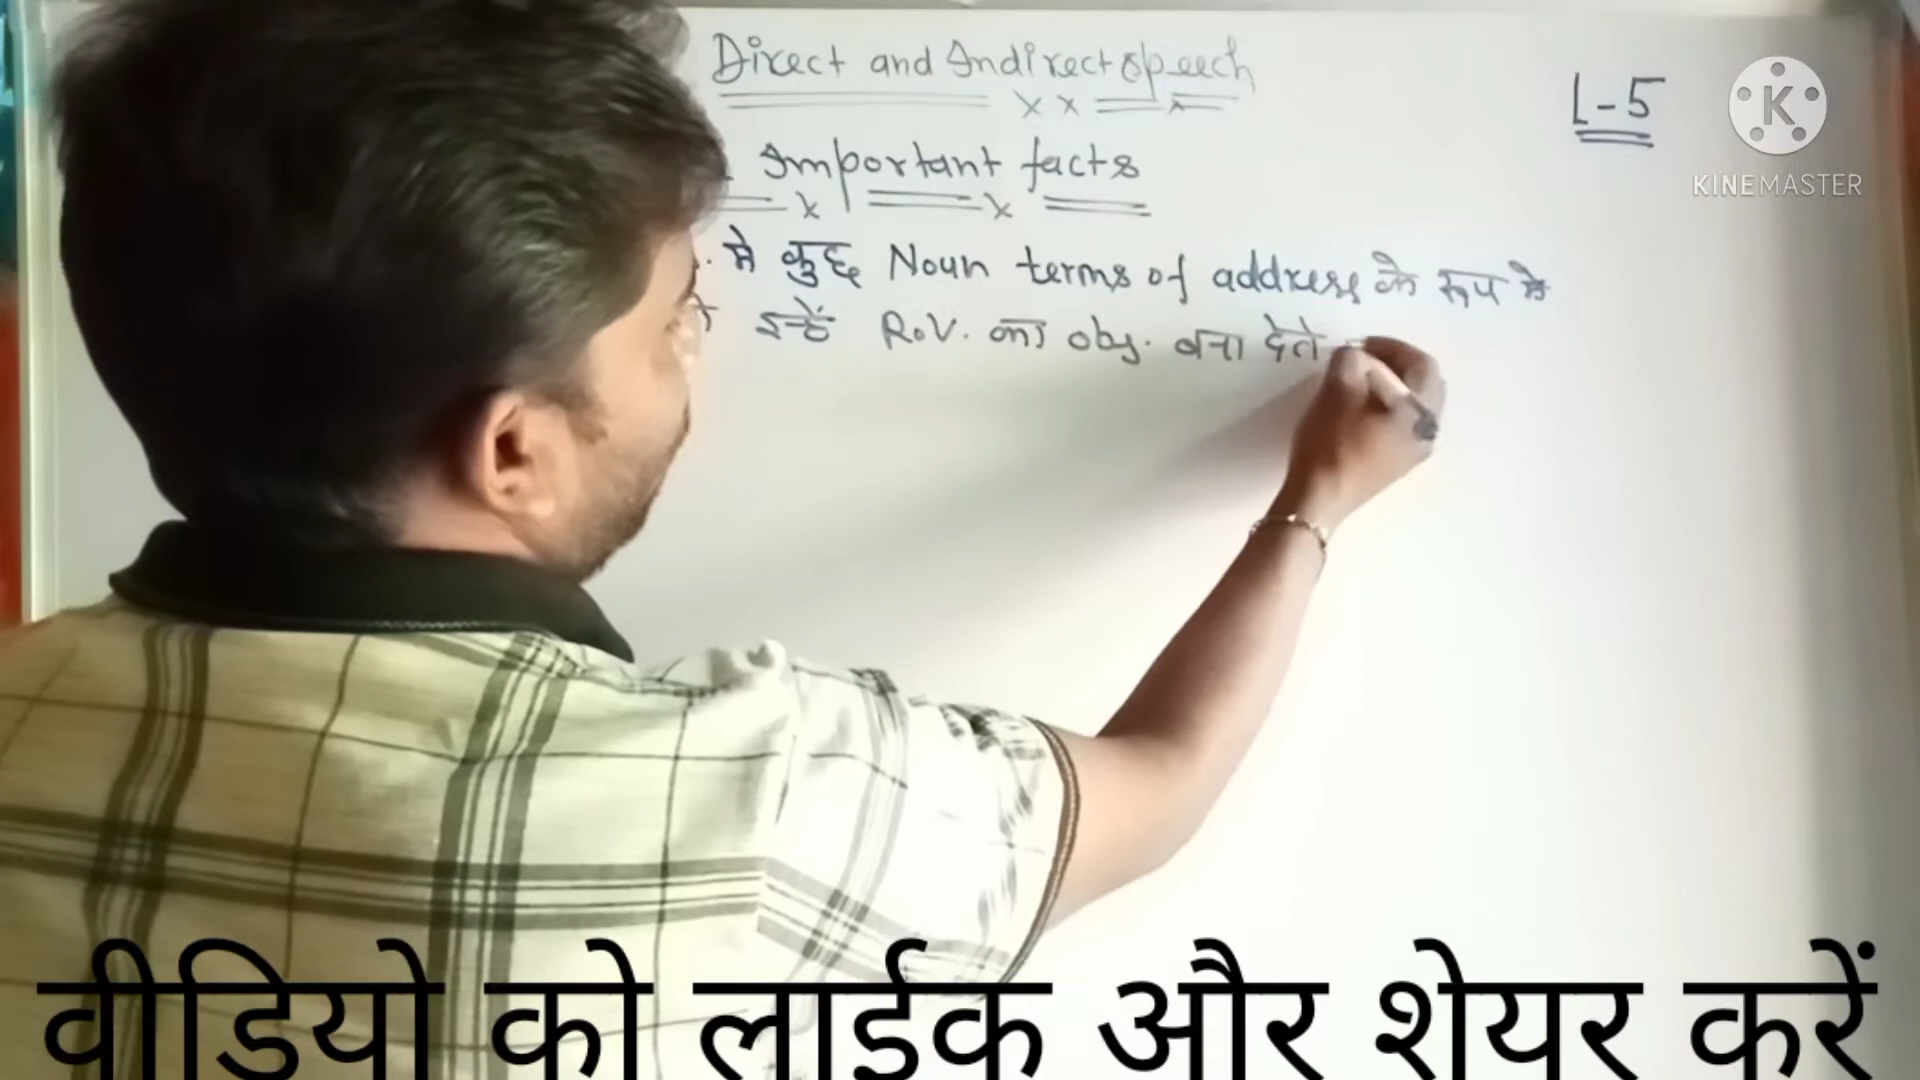 Direct and Indirect speech
L-5
KINEMASTER
Important facts
में कुछ Noun terms of address के रूप में
इन्हें R.V. का obj. बना देते
वीडियो को लाईक और शेयर करें